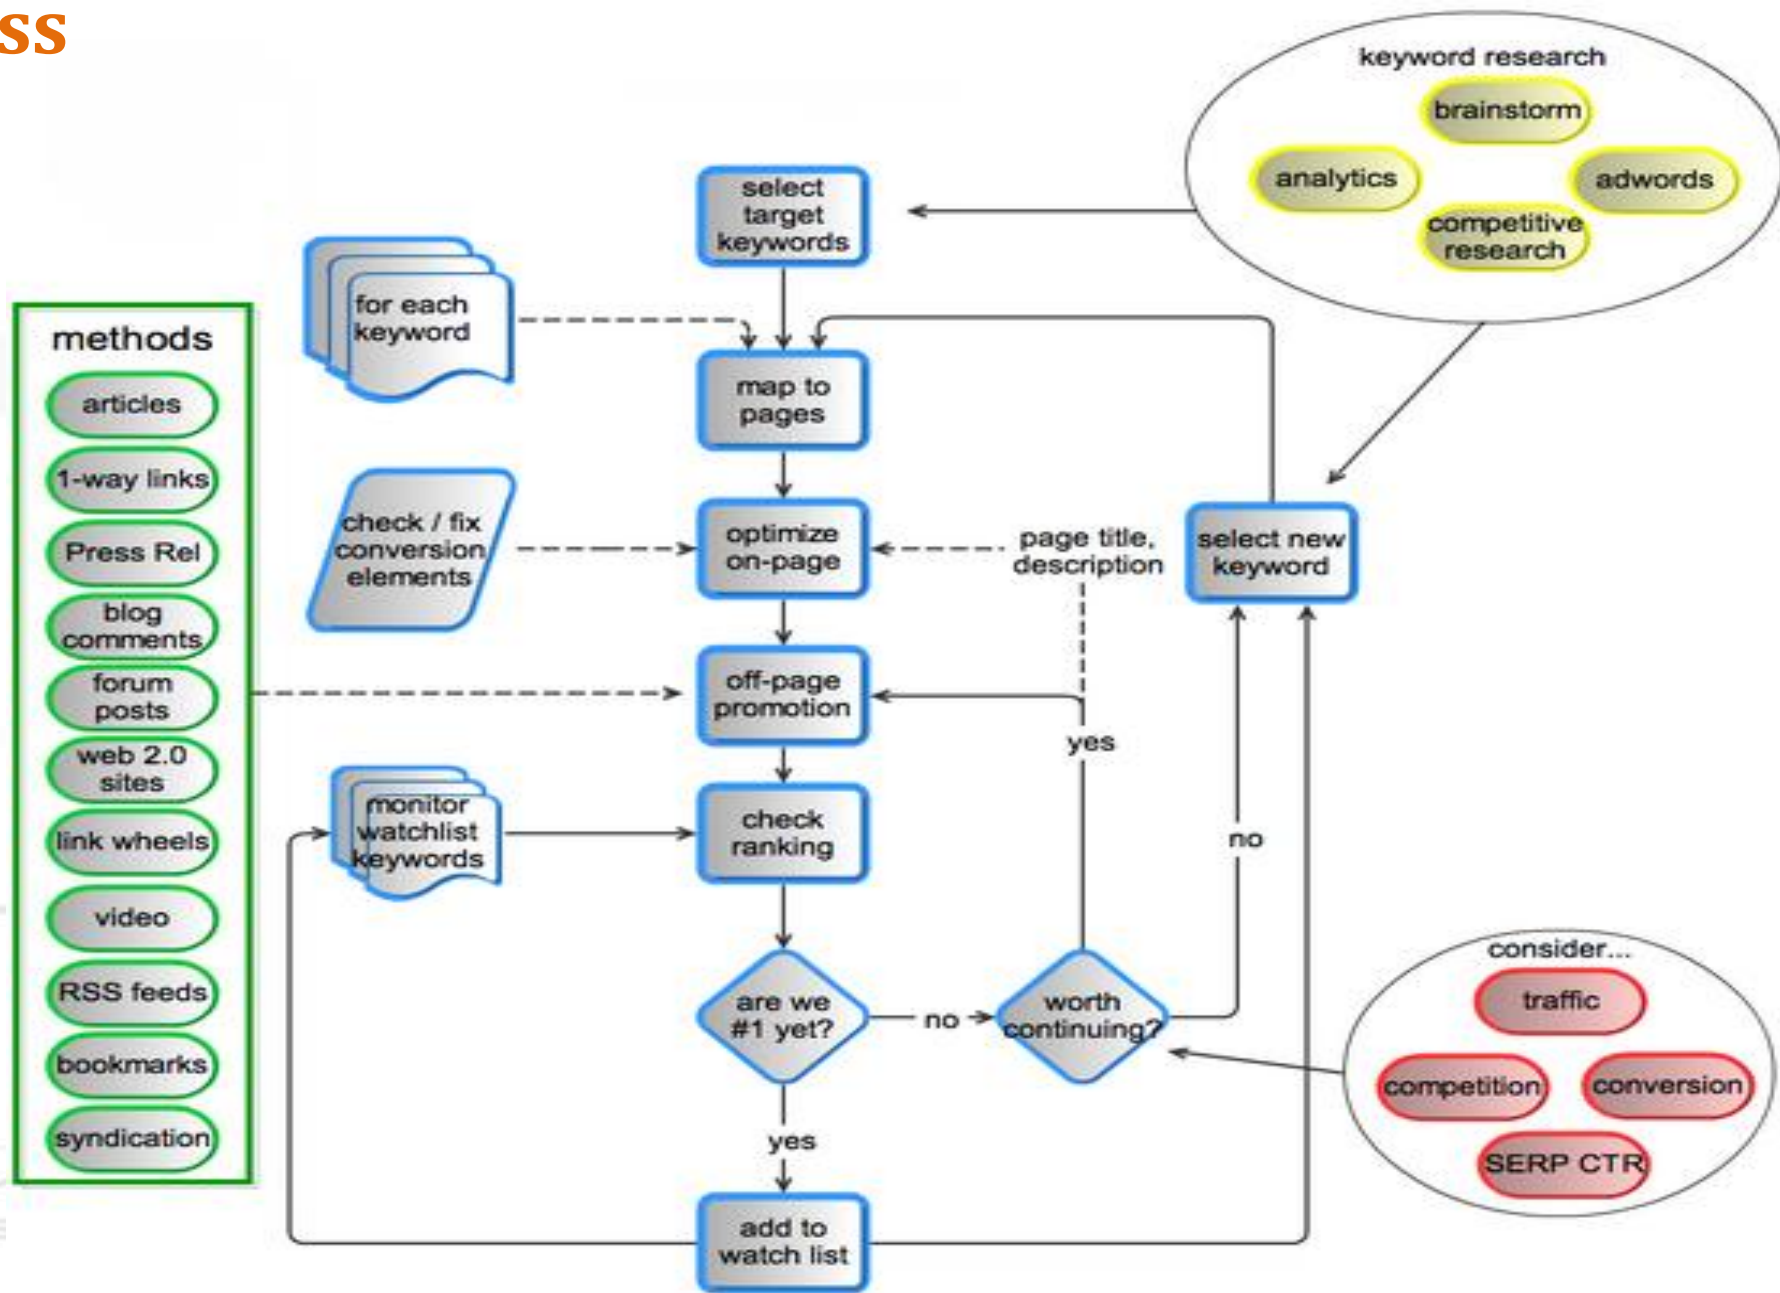 ss
keyword research
brainstorm
analytics
adwords
competitive
research
select
target
keywords
for each
keyword
methods
articles
1-way links
Press Rel
blog
comments
forum
posts
web 2.0
sites
link wheels
video
RSS feeds
bookmarks
syndication
map to
pages
check / fix
conversion
elements
optimize
on-page
page title,
description
select new
keyword
off-page
promotion
yes
monitor
watchlist
keywords
check
ranking
no
are we
#1 yet?
no
worth
continuing?
consider...
traffic
competition
conversion
SERP CTR
yes
add to
watch list